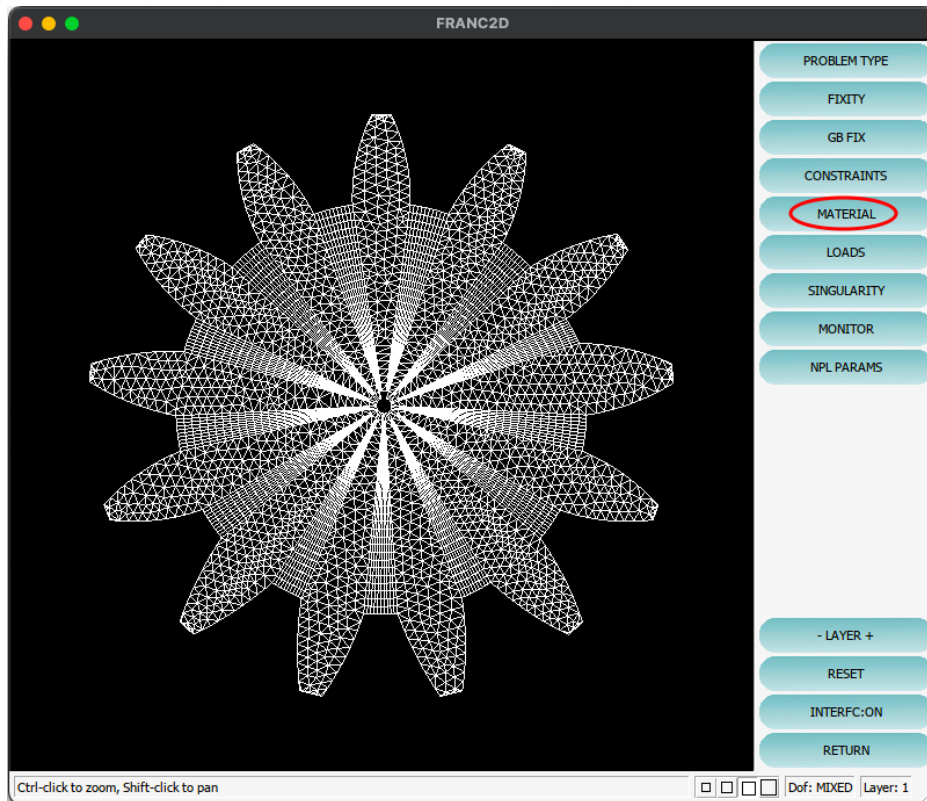 FRANC2D
PROBLEM TYPE
FIXITY
GB FIX
CONSTRAINTS
MATERIAL
LOADS
SINGULARITY
MONITOR
NPL PARAMS
- LAYER +
RESET
INTERFC:ON
RETURN
Ctrl-click to zoom, Shift-click to pan Dof: MIXED Layer: 1